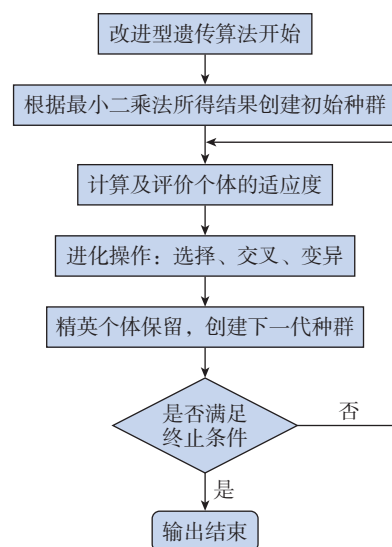 改进型遗传算法开始
根据最小二乘法所得结果创建初始种群
计算及评价个体的适应度
进化操作：选择、交叉、变异
精英个体保留，创建下一代种群
是否满足
终止条件
否
是
输出结束